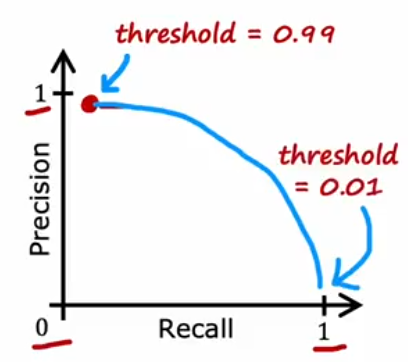 threshold = 0.99
1
Precision
threshold
= 0.01
0
Recall
1